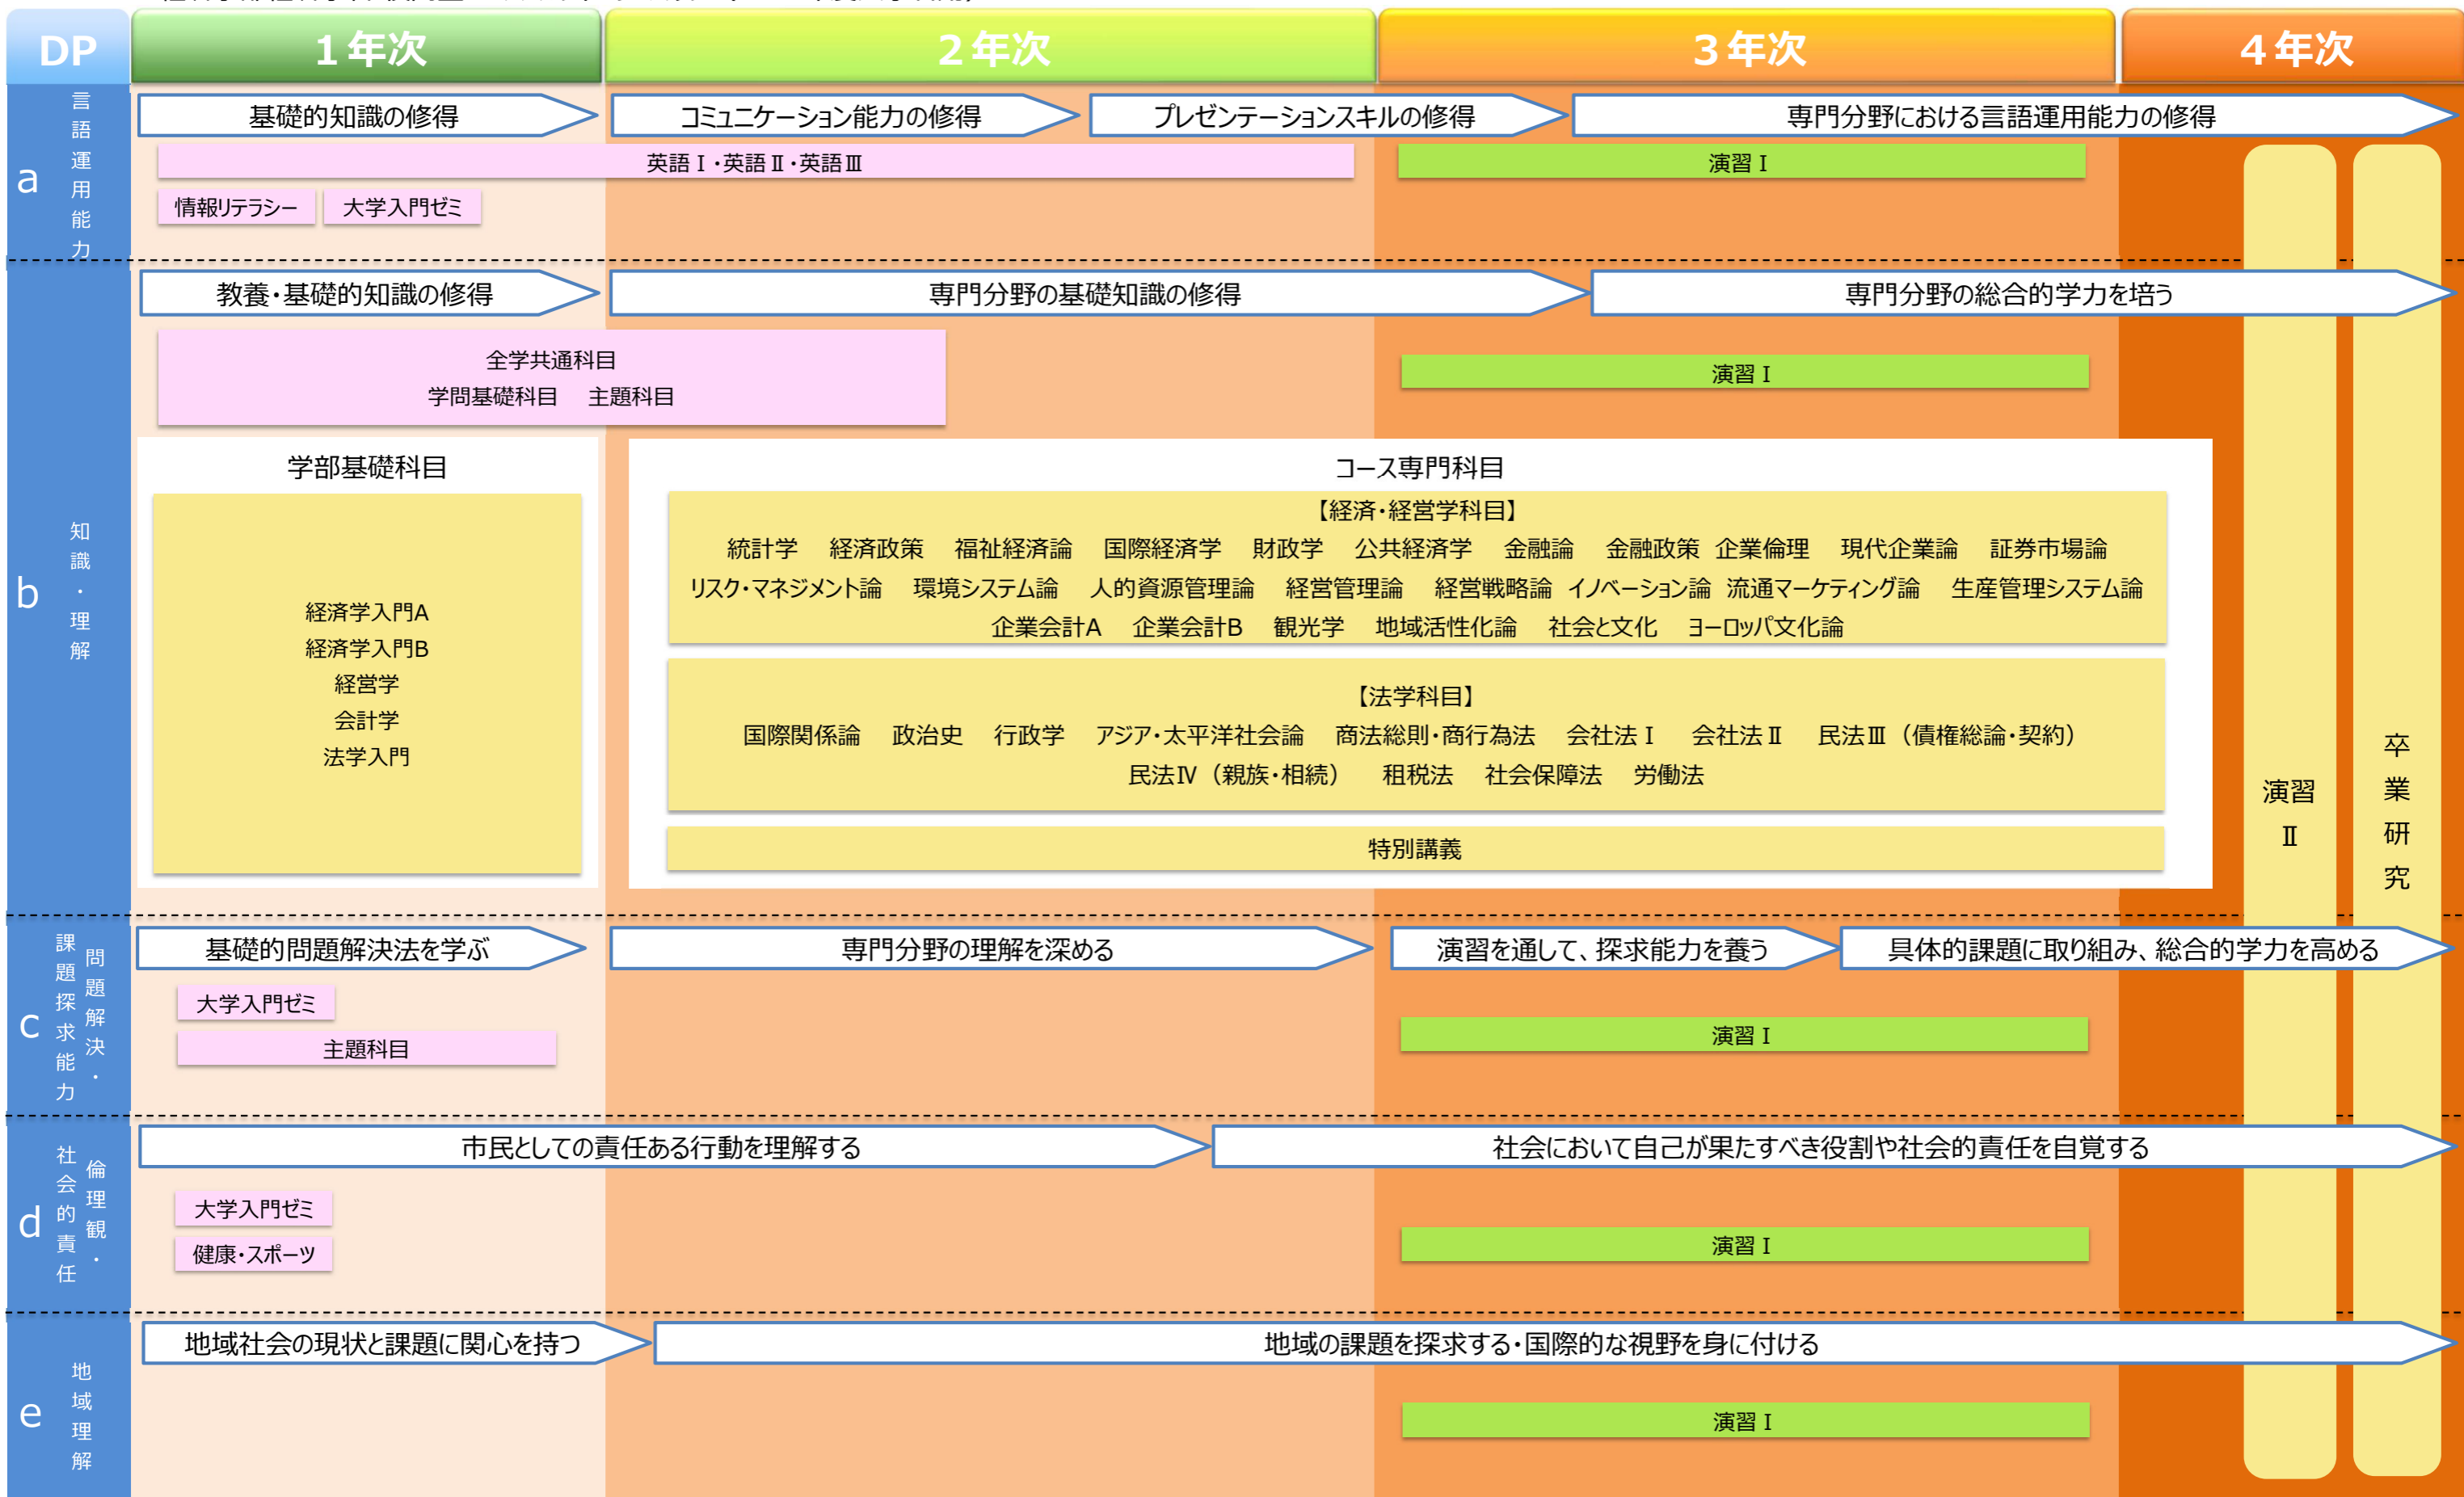 DP
1年次
2年次
3年次
4年次
a
言語運用能力
基礎的知識の修得
コミュニケーション能力の修得
プレゼンテーションスキルの修得
専門分野における言語運用能力の修得
英語Ⅰ・英語Ⅱ・英語Ⅲ
演習Ⅰ
情報リテラシー
大学入門ゼミ
b
知識・理解
教養・基礎的知識の修得
専門分野の基礎知識の修得
専門分野の総合的学力を培う
全学共通科目
学問基礎科目 主題科目
演習Ⅰ
学部基礎科目
経済学入門A
経済学入門B
経営学
会計学
法学入門
コース専門科目
【経済・経営学科目】
統計学 経済政策 福祉経済論 国際経済学 財政学 公共経済学 金融論 金融政策 企業倫理 現代企業論 証券市場論
リスク・マネジメント論 環境システム論 人的資源管理論 経営管理論 経営戦略論 イノベーション論 流通マーケティング論 生産管理システム論
企業会計A 企業会計B 観光学 地域活性化論 社会と文化 ヨーロッパ文化論
【法学科目】
国際関係論 政治史 行政学 アジア・太平洋社会論 商法総則・商行為法 会社法Ⅰ 会社法Ⅱ 民法Ⅲ（債権総論・契約）
民法Ⅳ（親族・相続） 租税法 社会保障法 労働法
特別講義
演習
Ⅱ
卒業研究
c
問題解決・
課題探求能力
基礎的問題解決法を学ぶ
専門分野の理解を深める
演習を通して、探求能力を養う
具体的課題に取り組み、総合的学力を高める
大学入門ゼミ
主題科目
演習Ⅰ
d
倫理観・
社会的責任
市民としての責任ある行動を理解する
社会において自己が果たすべき役割や社会的責任を自覚する
大学入門ゼミ
健康・スポーツ
演習Ⅰ
e
地域理解
地域社会の現状と課題に関心を持つ
地域の課題を探求する・国際的な視野を身に付ける
演習Ⅰ